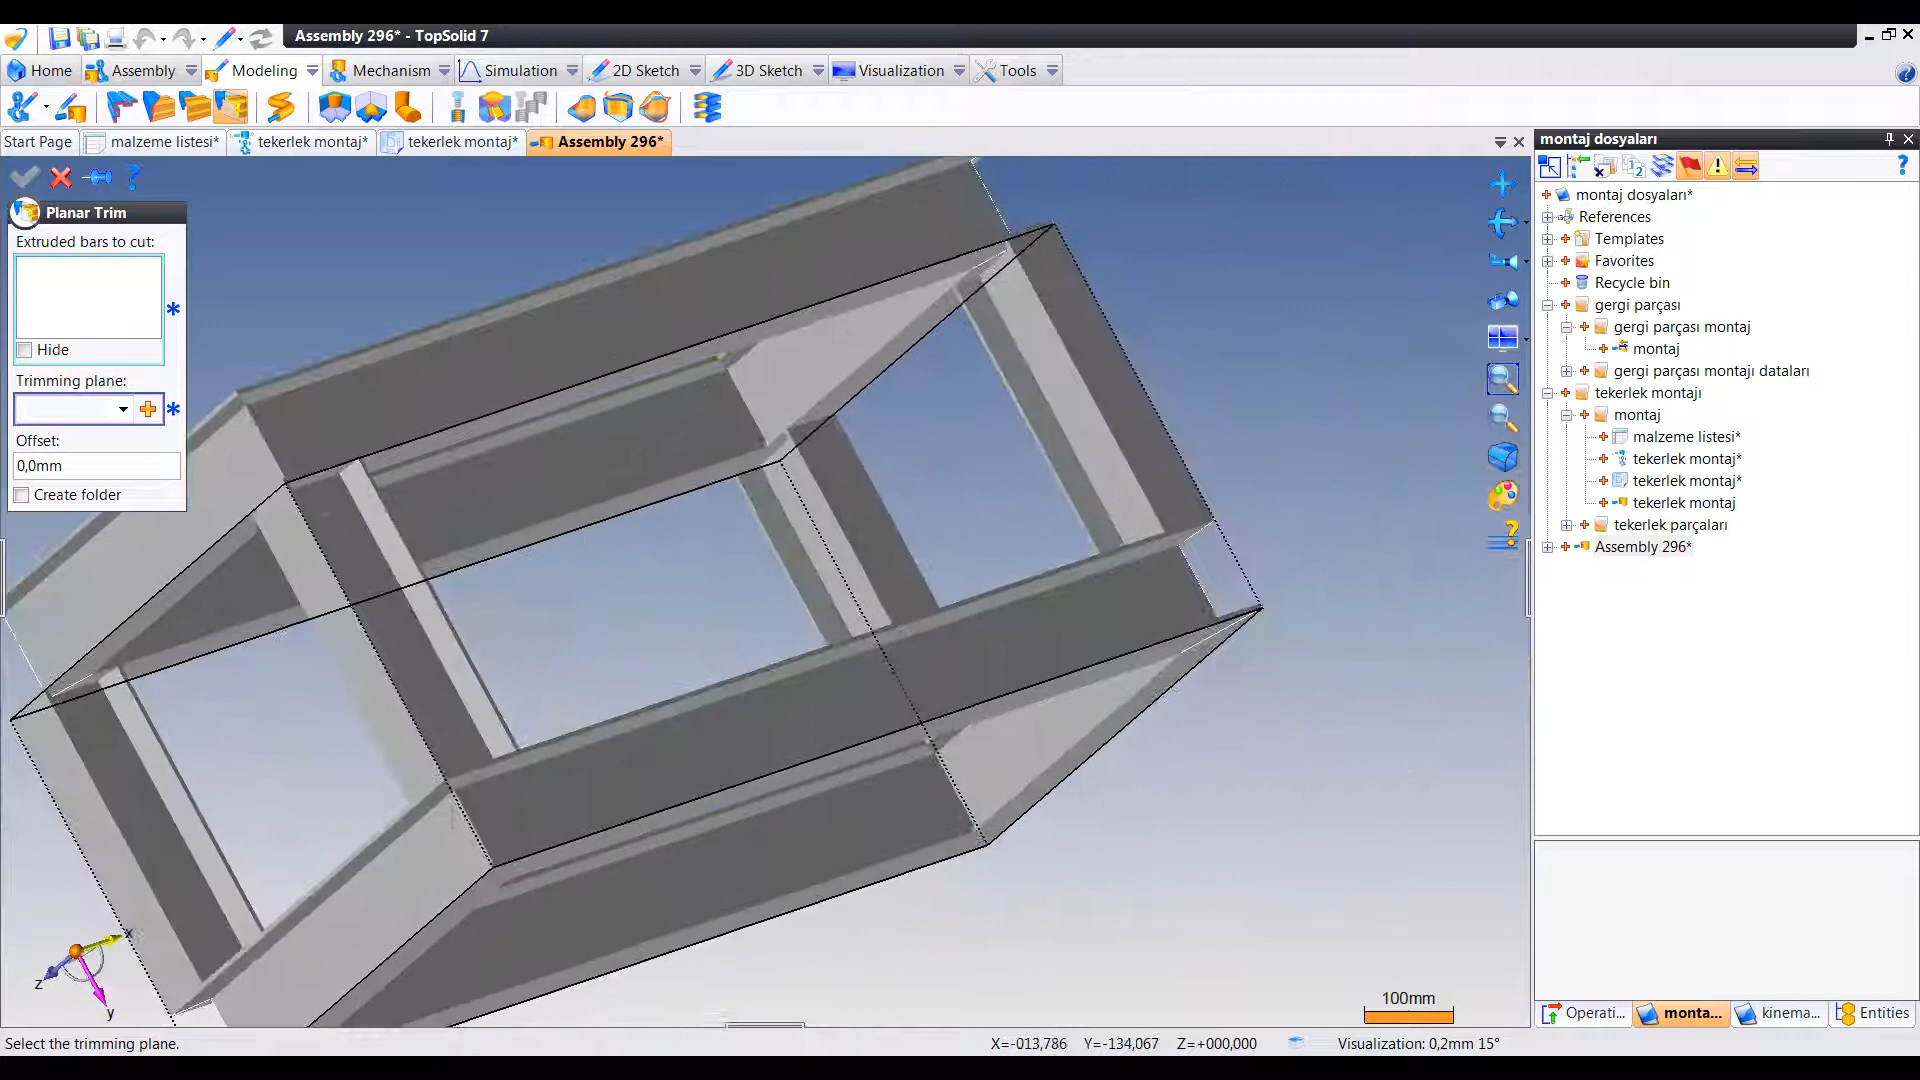 Assembly 296* - TopSolid 7
Home Assembly Modeling Mechanism Simulation 2D Sketch 3D Sketch Visualization Tools
Start Page malzeme listesi* tekerlek montaj* tekerlek montaj* Assembly 296*
Planar Trim
Extruded bars to cut:
Hide
Trimming plane:
Offset:
0,0mm
Create folder
x
z
y
100mm
montaj dosyaları
montaj dosyaları*
References
Templates
Favorites
Recycle bin
gergi parçası
gergi parçası montaj
montaj
gergi parçası montajı dataları
tekerlek montajı
montaj
malzeme listesi*
tekerlek montaj*
tekerlek montaj*
tekerlek montaj
tekerlek parçaları
Assembly 296*
Operati... monta... kinema... Entities
Select the trimming plane. X=-013,786 Y=-134,067 Z=+000,000 Visualization: 0,2mm 15°